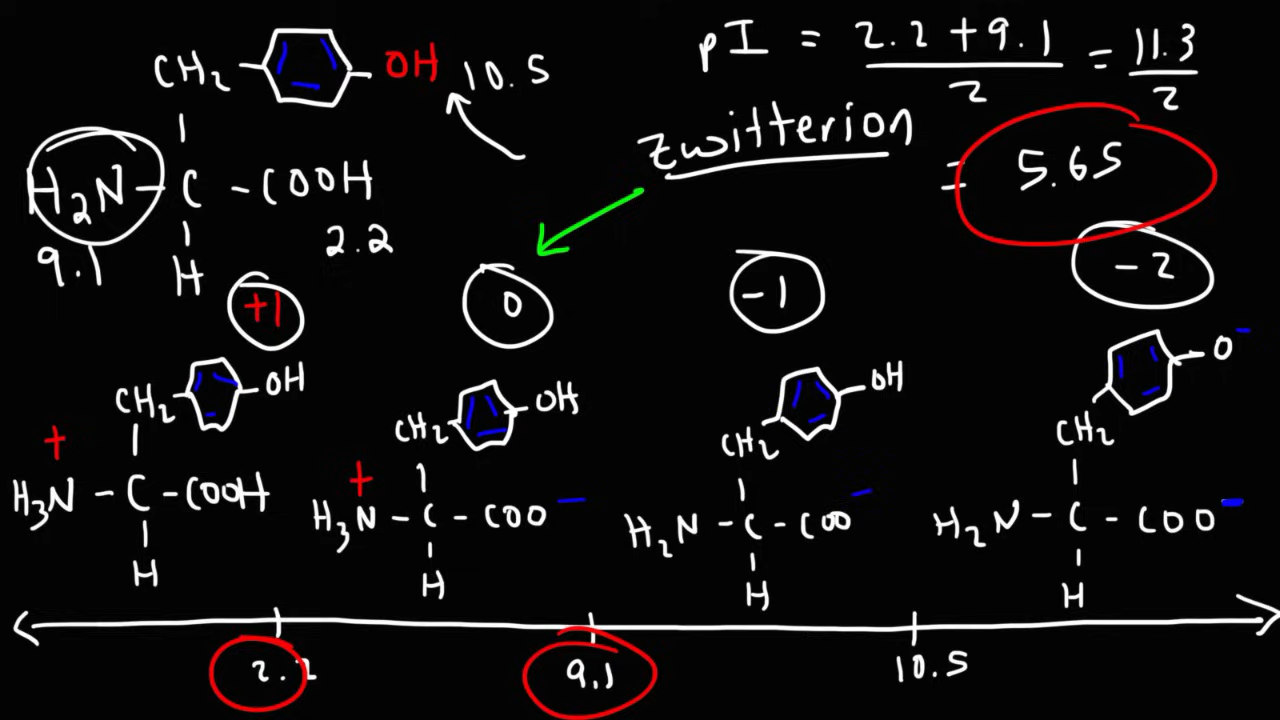 pI = 2.2 + 9.1 / 2 = 11.3 / 2
= 5.65
Zwitterion
CH₂ OH 10.5
H₂N - C - COOH
9.1 H 2.2
+1 0 -1 -2
CH₂ OH
+
H₃N - C - COOH
H
CH₂ OH
+
H₃N - C - COO⁻
H
CH₂ OH
H₂N - C - COO⁻
H
O⁻
CH₂
H₂N - C - COO⁻
H
2.2 9.1 10.5